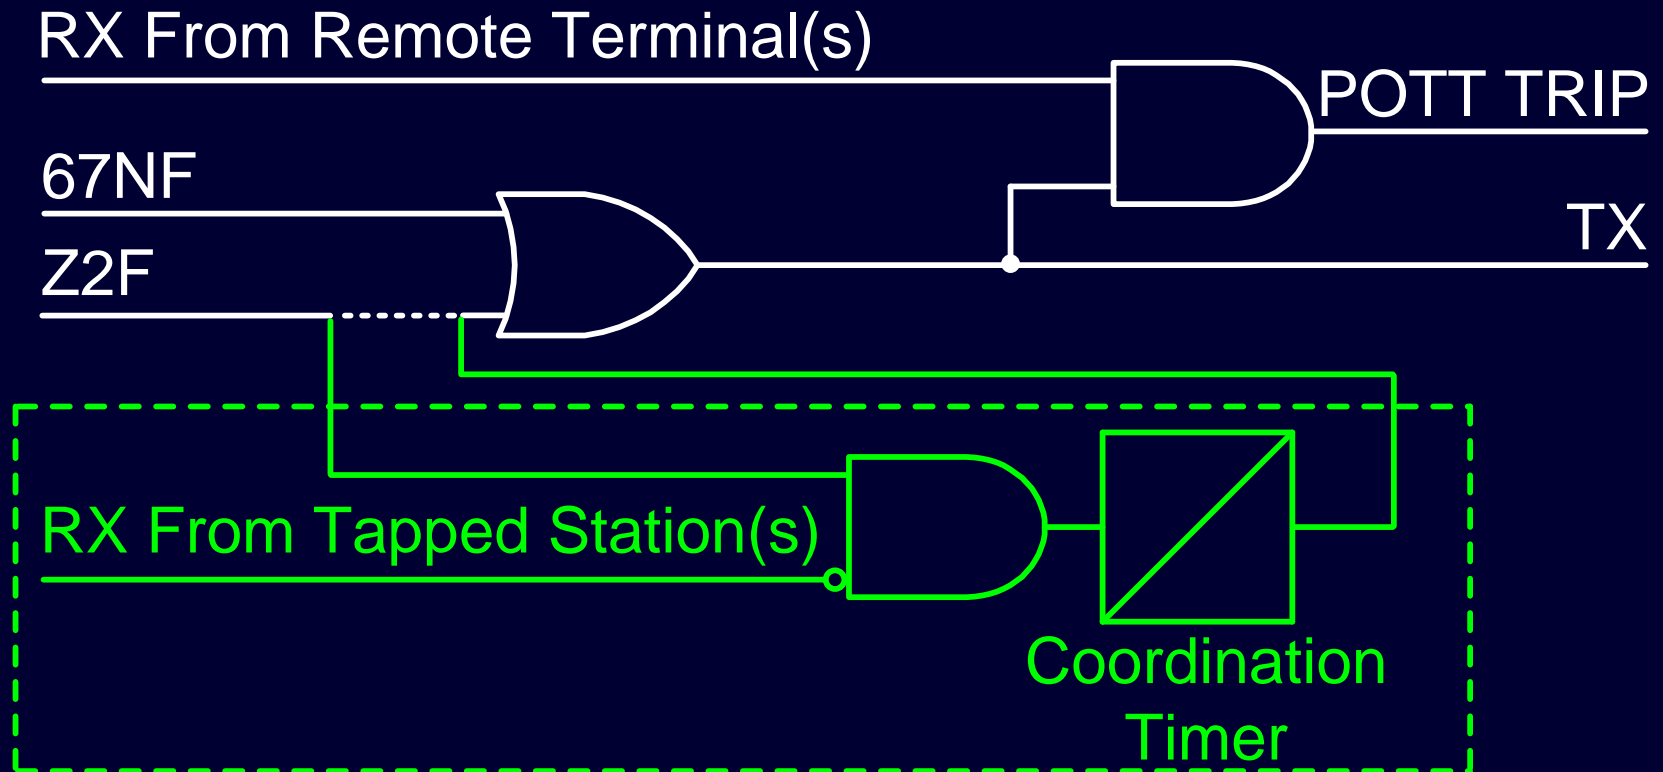 RX From Remote Terminal(s)
POTT TRIP
67NF
TX
Z2F
RX From Tapped Station(s)
Coordination
Timer